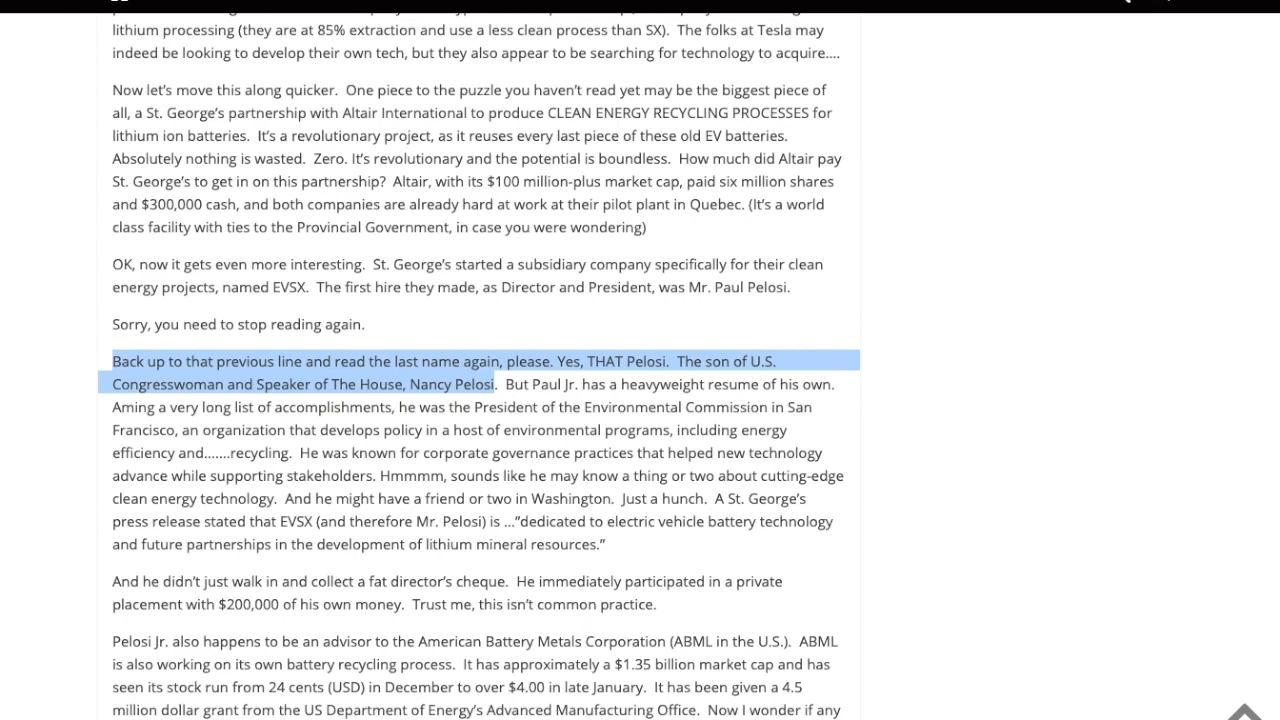 lithium processing (they are at 85% extraction and use a less clean process than SX).  The folks at Tesla may
indeed be looking to develop their own tech, but they also appear to be searching for technology to acquire....
Now let’s move this along quicker.  One piece to the puzzle you haven’t read yet may be the biggest piece of
all, a St. George’s partnership with Altair International to produce CLEAN ENERGY RECYCLING PROCESSES for
lithium ion batteries.  It’s a revolutionary project, as it reuses every last piece of these old EV batteries.
Absolutely nothing is wasted.  Zero. It’s revolutionary and the potential is boundless.  How much did Altair pay
St. George’s to get in on this partnership?  Altair, with its $100 million-plus market cap, paid six million shares
and $300,000 cash, and both companies are already hard at work at their pilot plant in Quebec. (It’s a world
class facility with ties to the Provincial Government, in case you were wondering)
OK, now it gets even more interesting.  St. George’s started a subsidiary company specifically for their clean
energy projects, named EVSX.  The first hire they made, as Director and President, was Mr. Paul Pelosi.
Sorry, you need to stop reading again.
Back up to that previous line and read the last name again, please. Yes, THAT Pelosi.  The son of U.S.
Congresswoman and Speaker of The House, Nancy Pelosi.  But Paul Jr. has a heavyweight resume of his own.
Aming a very long list of accomplishments, he was the President of the Environmental Commission in San
Francisco, an organization that develops policy in a host of environmental programs, including energy
efficiency and.......recycling.  He was known for corporate governance practices that helped new technology
advance while supporting stakeholders. Hmmmm, sounds like he may know a thing or two about cutting-edge
clean energy technology.  And he might have a friend or two in Washington.  Just a hunch.  A St. George’s
press release stated that EVSX (and therefore Mr. Pelosi) is ...”dedicated to electric vehicle battery technology
and future partnerships in the development of lithium mineral resources.”
And he didn’t just walk in and collect a fat director’s cheque.  He immediately participated in a private
placement with $200,000 of his own money.  Trust me, this isn’t common practice.
Pelosi Jr. also happens to be an advisor to the American Battery Metals Corporation (ABML in the U.S.).  ABML
is also working on its own battery recycling process.  It has approximately a $1.35 billion market cap and has
seen its stock run from 24 cents (USD) in December to over $4.00 in late January.  It has been given a 4.5
million dollar grant from the US Department of Energy’s Advanced Manufacturing Office.  Now I wonder if any